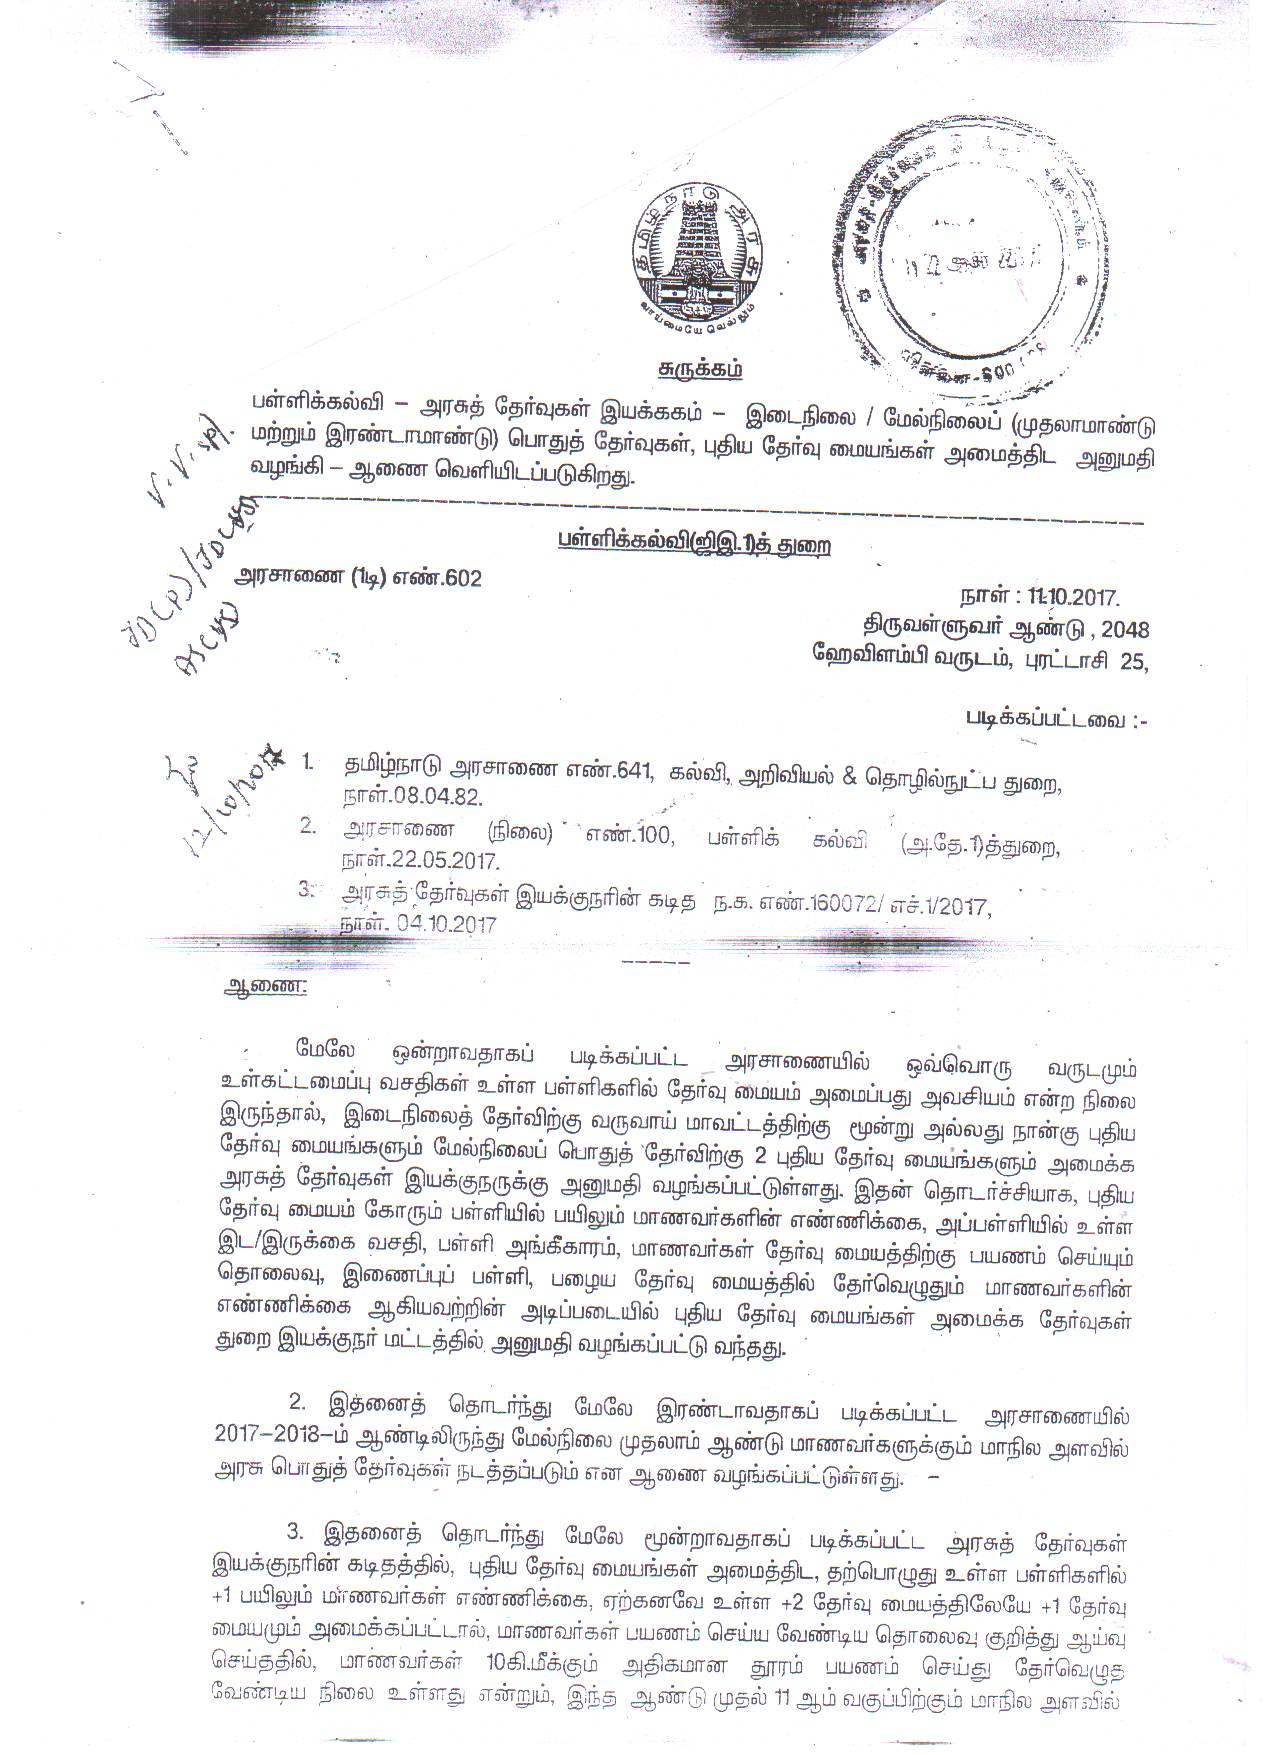 தமிழ்நாடு அரசு
வாய்மையே வெல்லும்
சென்னை-600
சுருக்கம்
பள்ளிக்கல்வி – அரசுத் தேர்வுகள் இயக்ககம் – இடைநிலை / மேல்நிலைப் (முதலாமாண்டு
மற்றும் இரண்டாமாண்டு) பொதுத் தேர்வுகள், புதிய தேர்வு மையங்கள் அமைத்திட அனுமதி
வழங்கி – ஆணை வெளியிடப்படுகிறது.
பள்ளிக்கல்வி(ஜிஇ.1)த் துறை
அரசாணை (1டி) எண்.602
நாள் : 11.10.2017.
திருவள்ளுவர் ஆண்டு , 2048
ஹேவிளம்பி வருடம், புரட்டாசி 25,
படிக்கப்பட்டவை :-
12/10/2017
1. தமிழ்நாடு அரசாணை எண்.641, கல்வி, அறிவியல் & தொழில்நுட்ப துறை,
நாள்.08.04.82.
2. அரசாணை (நிலை) எண்.100, பள்ளிக் கல்வி (அ.தே.1)த்துறை,
நாள்.22.05.2017.
3. அரசுத் தேர்வுகள் இயக்குநரின் கடித ந.க. எண்.160072/ எச்.1/2017,
நாள். 04.10.2017
-----
ஆணை:
மேலே ஒன்றாவதாகப் படிக்கப்பட்ட அரசாணையில் ஒவ்வொரு வருடமும்
உள்கட்டமைப்பு வசதிகள் உள்ள பள்ளிகளில் தேர்வு மையம் அமைப்பது அவசியம் என்ற நிலை
இருந்தால், இடைநிலைத் தேர்விற்கு வருவாய் மாவட்டத்திற்கு மூன்று அல்லது நான்கு புதிய
தேர்வு மையங்களும் மேல்நிலைப் பொதுத் தேர்விற்கு 2 புதிய தேர்வு மையங்களும் அமைக்க
அரசுத் தேர்வுகள் இயக்குநருக்கு அனுமதி வழங்கப்பட்டுள்ளது. இதன் தொடர்ச்சியாக, புதிய
தேர்வு மையம் கோரும் பள்ளியில் பயிலும் மாணவர்களின் எண்ணிக்கை, அப்பள்ளியில் உள்ள
இட/இருக்கை வசதி, பள்ளி அங்கீகாரம், மாணவர்கள் தேர்வு மையத்திற்கு பயணம் செய்யும்
தொலைவு, இணைப்புப் பள்ளி, பழைய தேர்வு மையத்தில் தேர்வெழுதும் மாணவர்களின்
எண்ணிக்கை ஆகியவற்றின் அடிப்படையில் புதிய தேர்வு மையங்கள் அமைக்க தேர்வுகள்
துறை இயக்குநர் மட்டத்தில் அனுமதி வழங்கப்பட்டு வந்தது.
2. இதனைத் தொடர்ந்து மேலே இரண்டாவதாகப் படிக்கப்பட்ட அரசாணையில்
2017–2018–ம் ஆண்டிலிருந்து மேல்நிலை முதலாம் ஆண்டு மாணவர்களுக்கும் மாநில அளவில்
அரசு பொதுத் தேர்வுகள் நடத்தப்படும் என ஆணை வழங்கப்பட்டுள்ளது. –
3. இதனைத் தொடர்ந்து மேலே மூன்றாவதாகப் படிக்கப்பட்ட அரசுத் தேர்வுகள்
இயக்குநரின் கடிதத்தில், புதிய தேர்வு மையங்கள் அமைத்திட, தற்பொழுது உள்ள பள்ளிகளில்
+1 பயிலும் மாணவர்கள் எண்ணிக்கை, ஏற்கனவே உள்ள +2 தேர்வு மையத்திலேயே +1 தேர்வு
மையமும் அமைக்கப்பட்டால், மாணவர்கள் பயணம் செய்ய வேண்டிய தொலைவு குறித்து ஆய்வு
செய்ததில், மாணவர்கள் 10கி.மீக்கும் அதிகமான தூரம் பயணம் செய்து தேர்வெழுத
வேண்டிய நிலை உள்ளது என்றும், இந்த ஆண்டு முதல் 11 ஆம் வகுப்பிற்கும் மாநில அளவில்